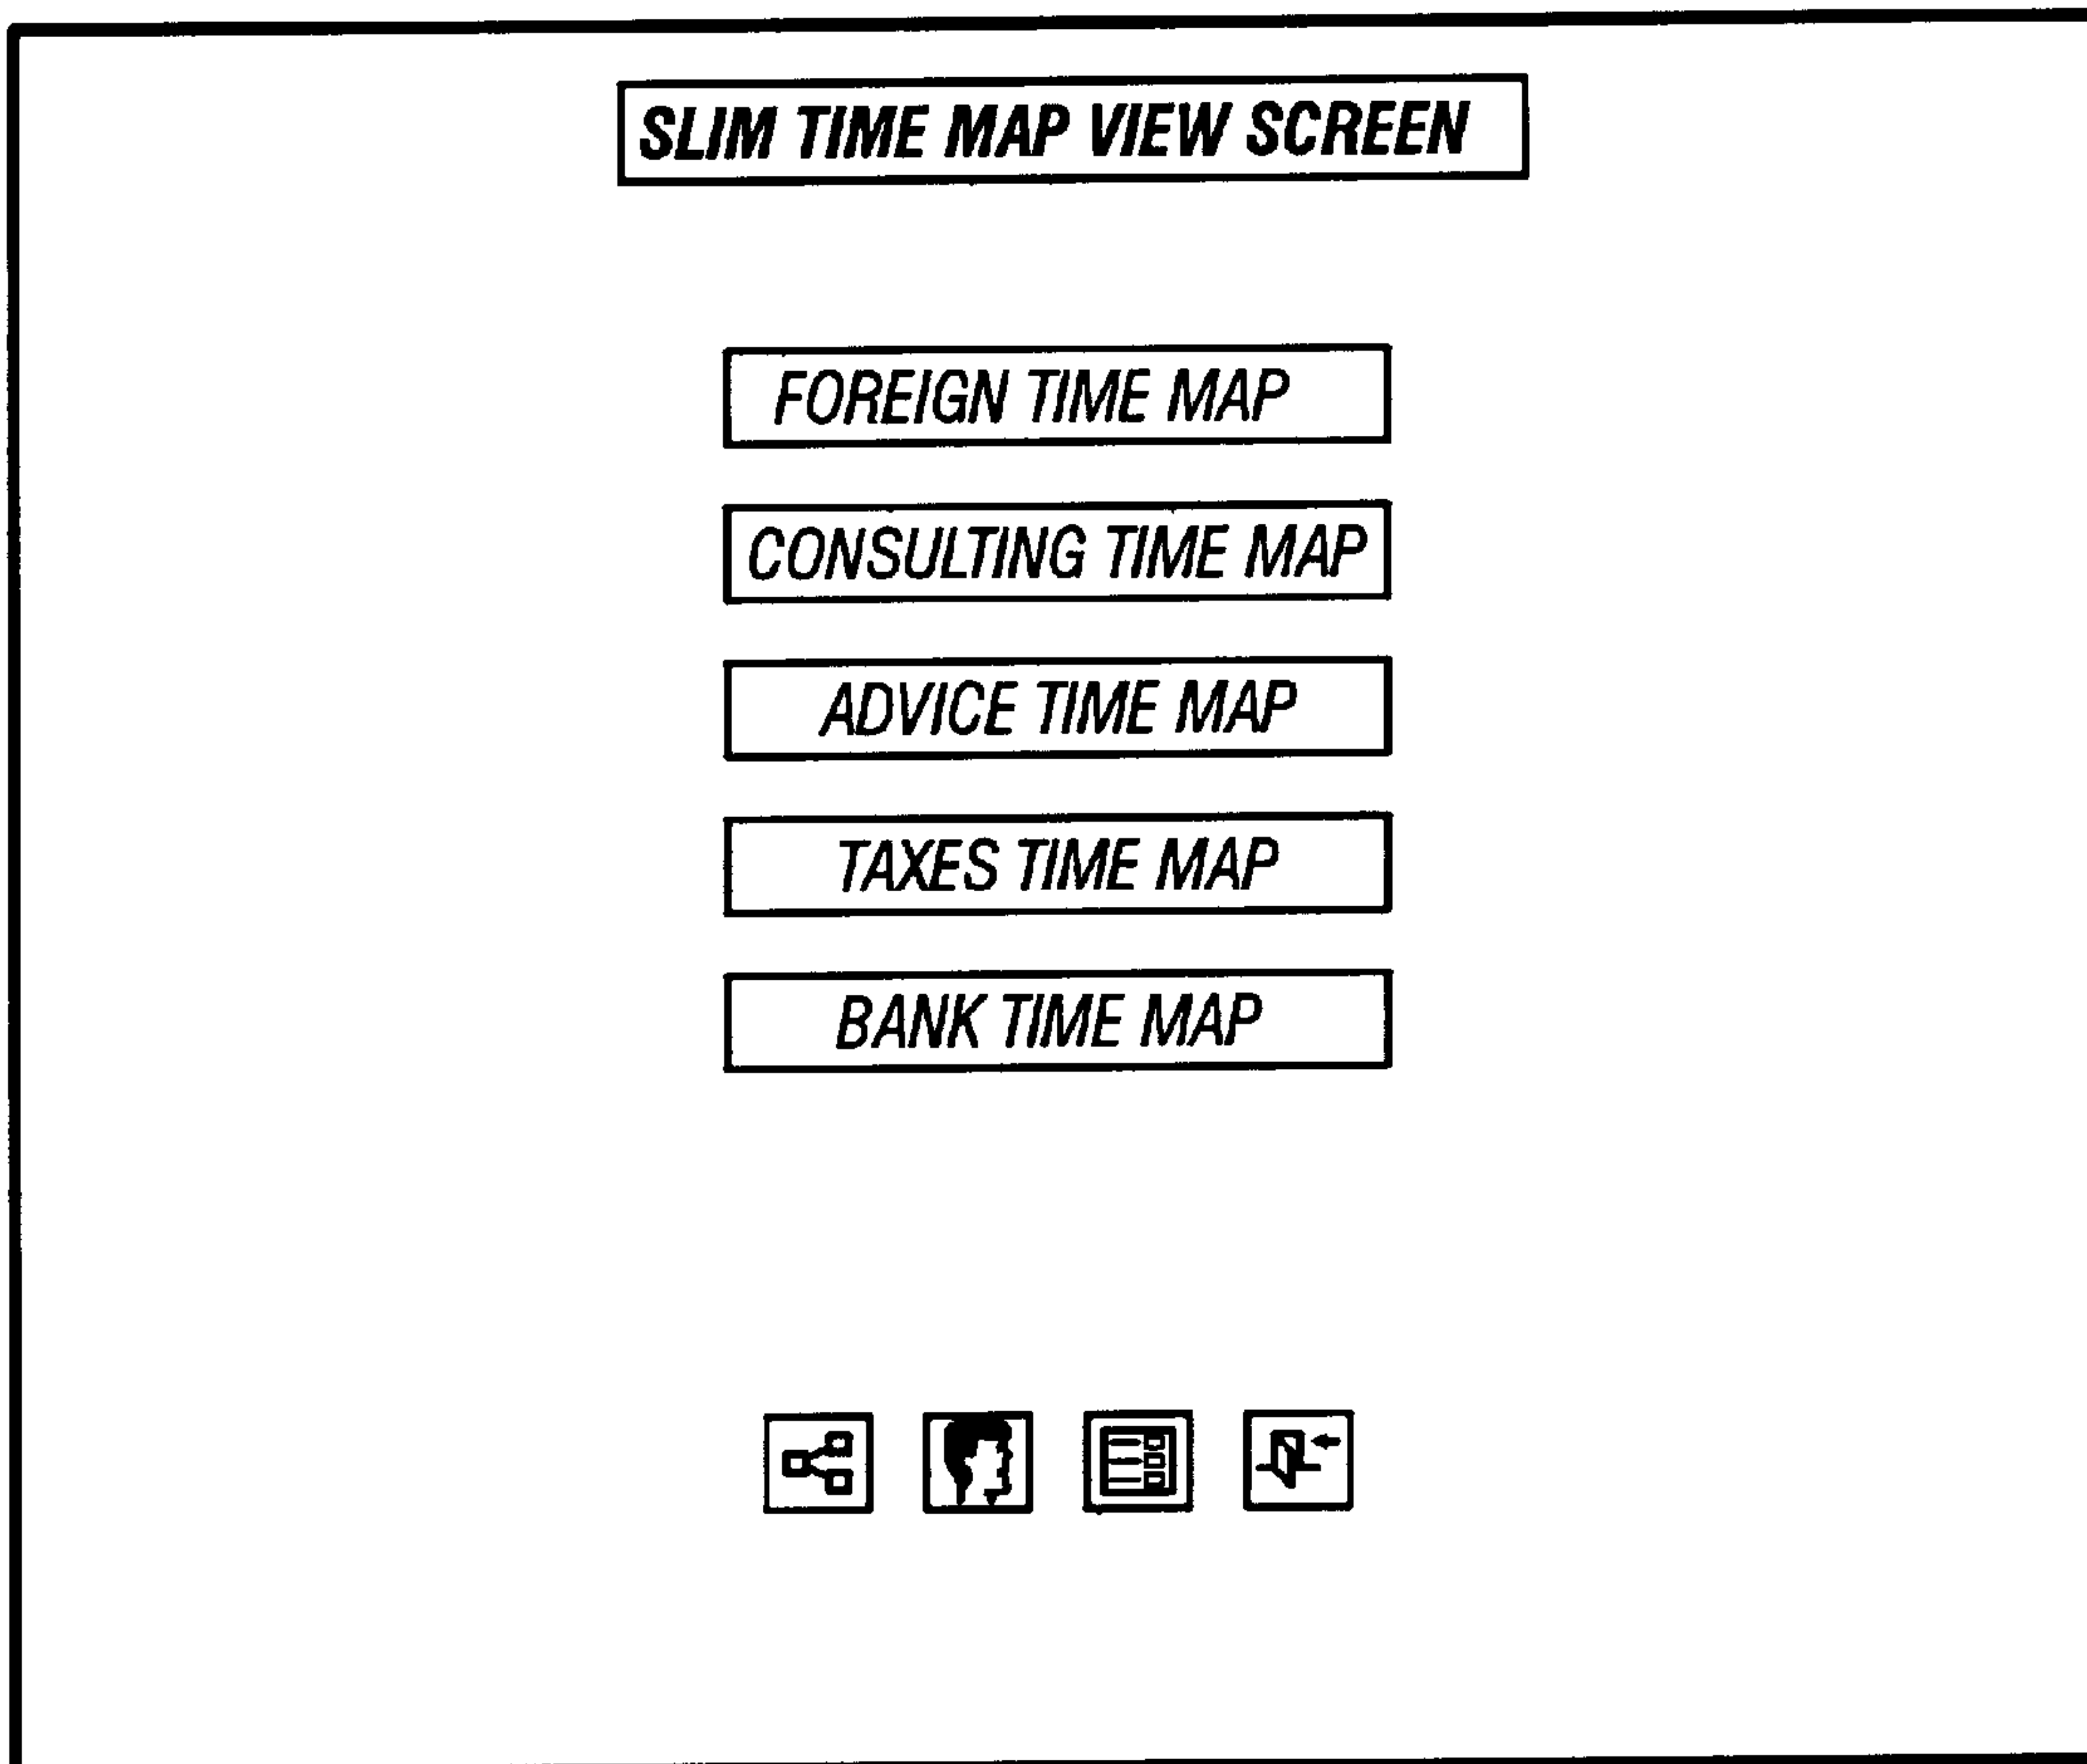 SLIM TIME MAP VIEW SCREEN
FOREIGN TIME MAP
CONSULTING TIME MAP
ADVICE TIME MAP
TAXES TIME MAP
BANK TIME MAP